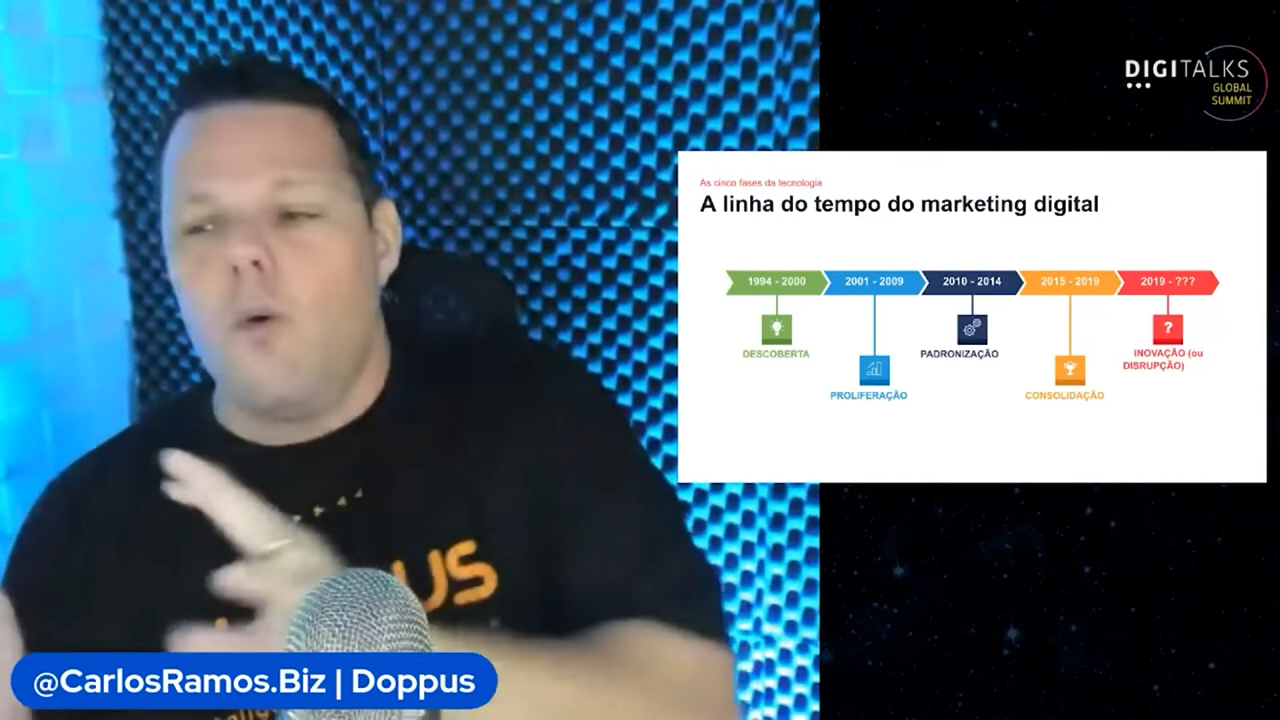 DIGITALKS
GLOBAL
SUMMIT
As cinco fases da tecnologia
A linha do tempo do marketing digital
1994 - 2000
2001 - 2009
2010 - 2014
2015 - 2019
2019 - ???
?
DESCOBERTA
PADRONIZAÇÃO
INOVAÇÃO (ou
DISRUPÇÃO)
PROLIFERAÇÃO
CONSOLIDAÇÃO
US
@CarlosRamos.Biz | Doppus